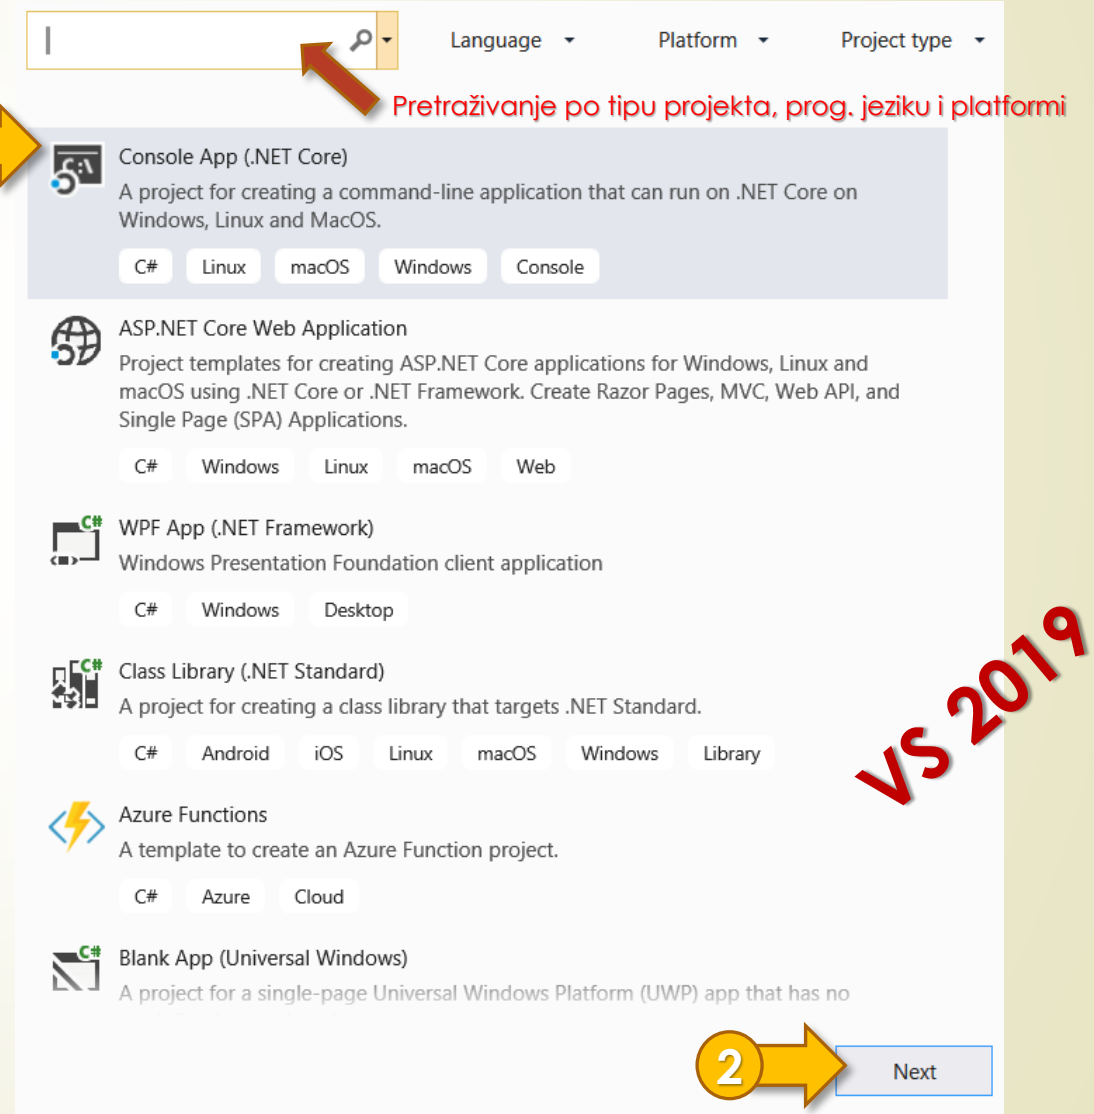 Language Platform Project type
Pretraživanje po tipu projekta, prog. jeziku i platformi
Console App (.NET Core)
A project for creating a command-line application that can run on .NET Core on
Windows, Linux and MacOS.
C# Linux macOS Windows Console
ASP.NET Core Web Application
Project templates for creating ASP.NET Core applications for Windows, Linux and
macOS using .NET Core or .NET Framework. Create Razor Pages, MVC, Web API, and
Single Page (SPA) Applications.
C# Windows Linux macOS Web
C#
WPF App (.NET Framework)
Windows Presentation Foundation client application
C# Windows Desktop
C#
Class Library (.NET Standard)
A project for creating a class library that targets .NET Standard.
C# Android iOS Linux macOS Windows Library
VS 2019
Azure Functions
A template to create an Azure Function project.
C# Azure Cloud
C#
Blank App (Universal Windows)
A project for a single-page Universal Windows Platform (UWP) app that has no
2
Next